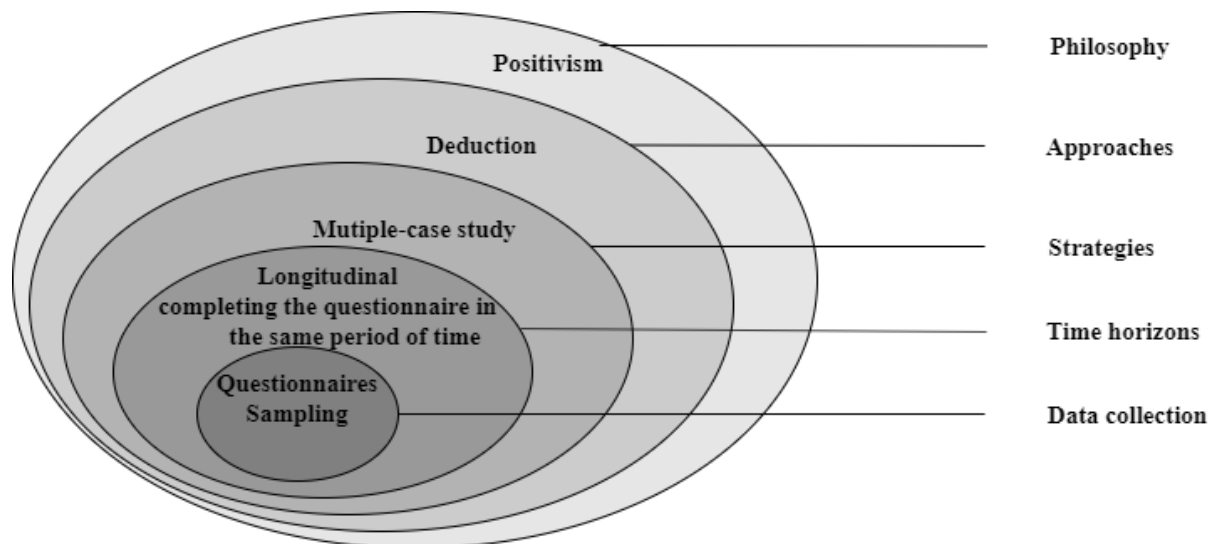 Positivism
Philosophy
Deduction
Approaches
Mutiple-case study
Strategies
Longitudinal
completing the questionnaire in
the same period of time
Time horizons
Questionnaires
Sampling
Data collection